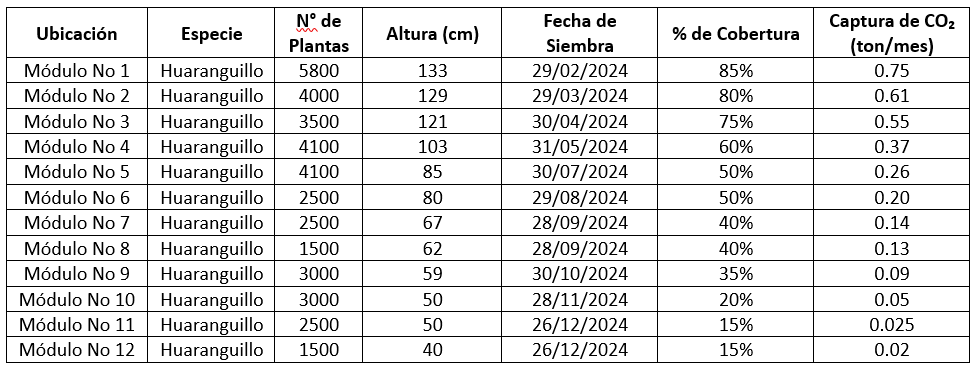 Ubicación Especie N° de Plantas Altura (cm) Fecha de Siembra % de Cobertura Captura de CO₂ (ton/mes)
Módulo No 1 Huaranguillo 5800 133 29/02/2024 85% 0.75
Módulo No 2 Huaranguillo 4000 129 29/03/2024 80% 0.61
Módulo No 3 Huaranguillo 3500 121 30/04/2024 75% 0.55
Módulo No 4 Huaranguillo 4100 103 31/05/2024 60% 0.37
Módulo No 5 Huaranguillo 4100 85 30/07/2024 50% 0.26
Módulo No 6 Huaranguillo 2500 80 29/08/2024 50% 0.20
Módulo No 7 Huaranguillo 2500 67 28/09/2024 40% 0.14
Módulo No 8 Huaranguillo 1500 62 28/09/2024 40% 0.13
Módulo No 9 Huaranguillo 3000 59 30/10/2024 35% 0.09
Módulo No 10 Huaranguillo 3000 50 28/11/2024 20% 0.05
Módulo No 11 Huaranguillo 2500 50 26/12/2024 15% 0.025
Módulo No 12 Huaranguillo 1500 40 26/12/2024 15% 0.02